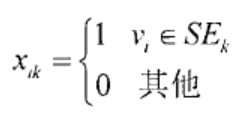 x_{ik} = { 1  v_i ∈ SE_k
0  其他